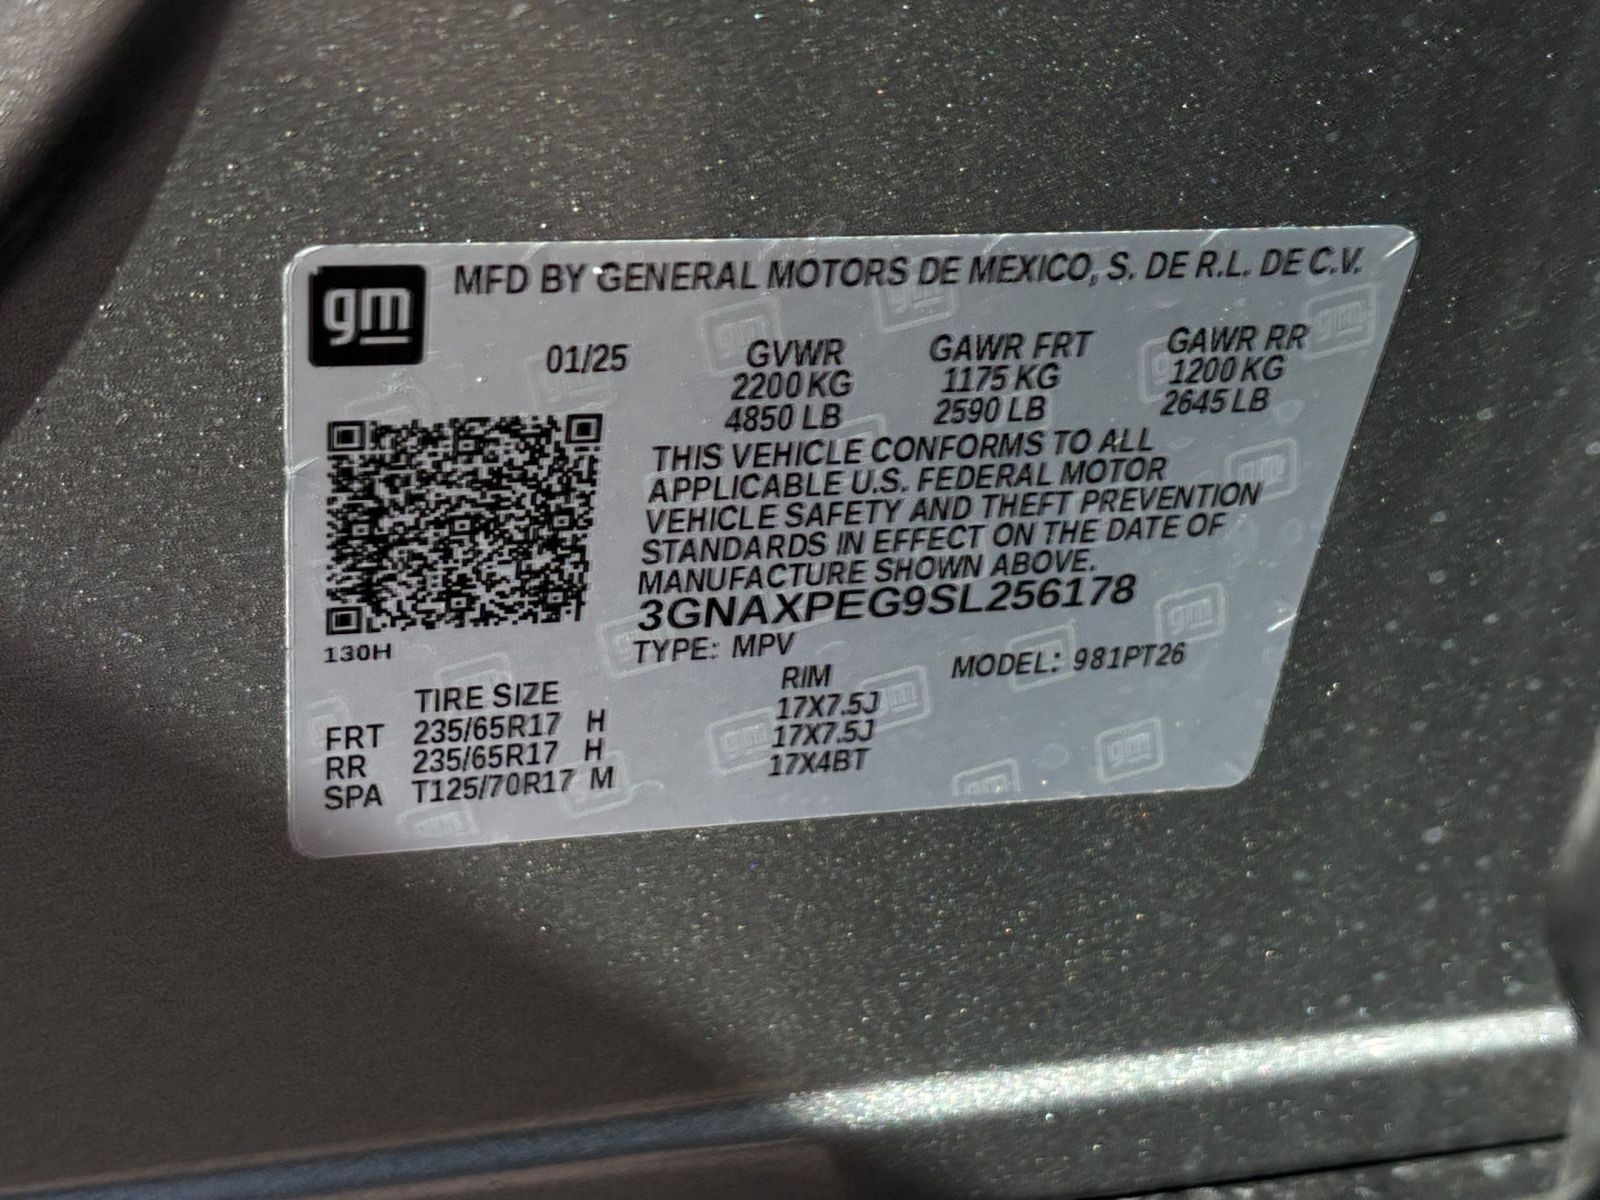 gm MFD BY GENERAL MOTORS DE MEXICO, S. DE R.L. DE C.V.
01/25 GVWR GAWR FRT GAWR RR
2200 KG 1175 KG 1200 KG
4850 LB 2590 LB 2645 LB
THIS VEHICLE CONFORMS TO ALL
APPLICABLE U.S. FEDERAL MOTOR
VEHICLE SAFETY AND THEFT PREVENTION
STANDARDS IN EFFECT ON THE DATE OF
MANUFACTURE SHOWN ABOVE.
3GNAXPEG9SL256178
130H
TYPE: MPV MODEL: 981PT26
TIRE SIZE RIM
FRT 235/65R17 H 17X7.5J
RR 235/65R17 H 17X7.5J
SPA T125/70R17 M 17X4BT